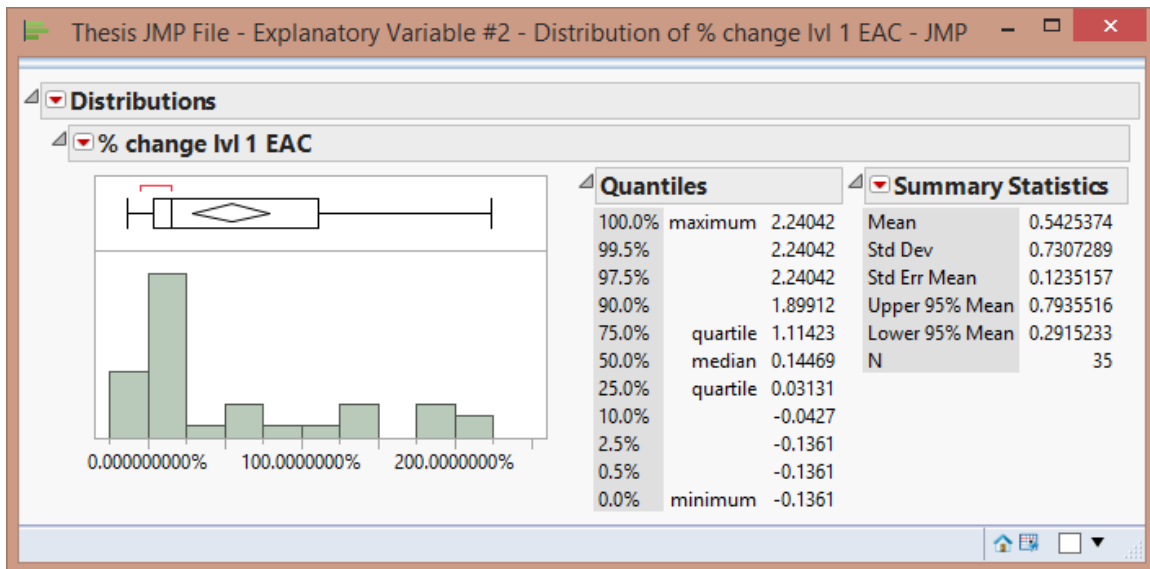 Thesis JMP File - Explanatory Variable #2 - Distribution of % change lvl 1 EAC - JMP
Distributions
% change lvl 1 EAC
0.000000000% 100.0000000% 200.0000000%
Quantiles
100.0% maximum 2.24042
99.5% 2.24042
97.5% 2.24042
90.0% 1.89912
75.0% quartile 1.11423
50.0% median 0.14469
25.0% quartile 0.03131
10.0% -0.0427
2.5% -0.1361
0.5% -0.1361
0.0% minimum -0.1361
Summary Statistics
Mean 0.5425374
Std Dev 0.7307289
Std Err Mean 0.1235157
Upper 95% Mean 0.7935516
Lower 95% Mean 0.2915233
N 35